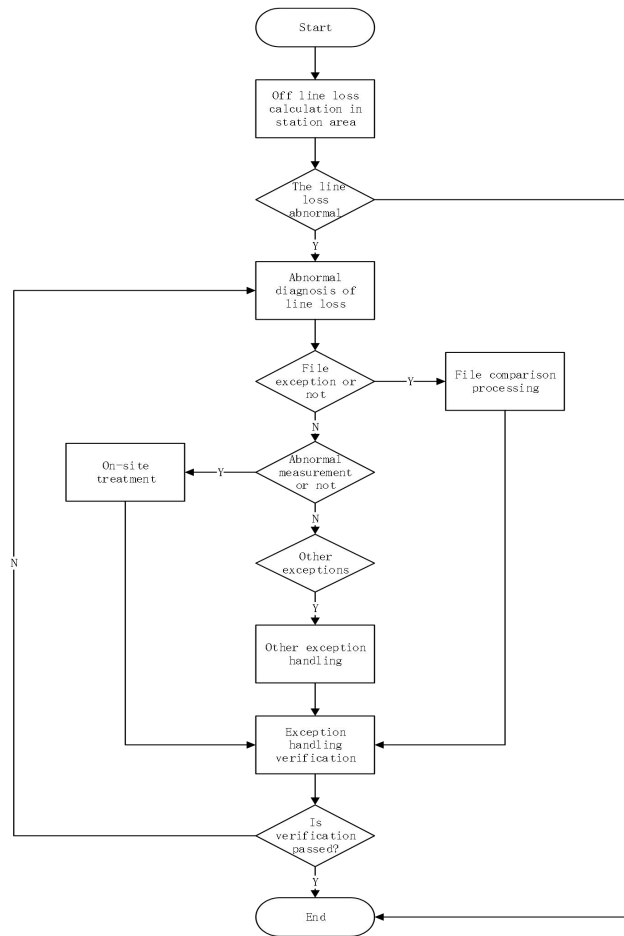 Start
Off line loss
calculation in
station area
The line
loss
abnormal
Y
Abnormal
diagnosis of
line loss
File
exception or
not
Y
File comparison
processing
N
On-site
treatment
Y
Abnormal
measurement
or not
N
N
Other
exceptions
Y
Other exception
handling
Exception
handling
verification
Is
verification
passed?
Y
End